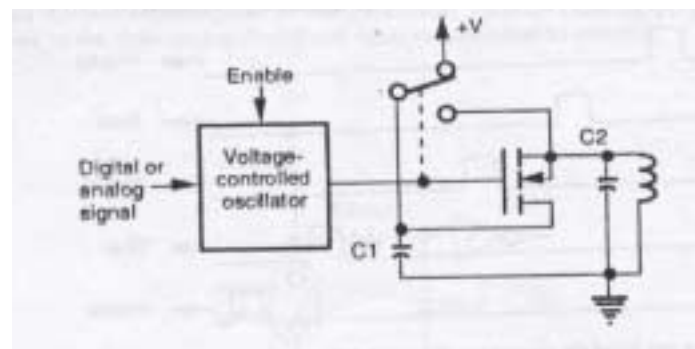 +V
Enable
C2
Digital or
analog
signal
Voltage-
controlled
oscillator
C1